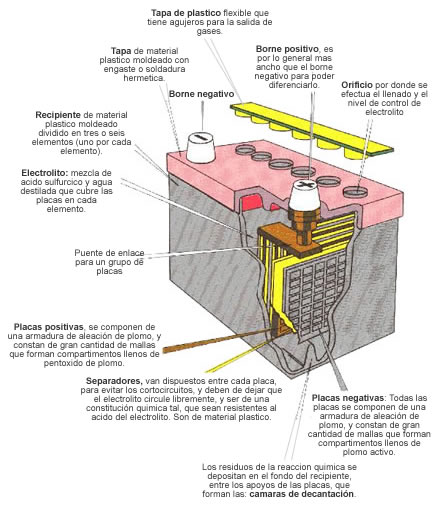 Tapa de plastico flexible que
tiene agujeros para la salida de
gases.
Tapa de material
plastico moldeado con
engaste o soldadura
hermetica.
Borne positivo, es
por lo general mas
ancho que el borne
negativo para poder
diferenciarlo.
Orificio por donde se
efectua el llenado y el
nivel de control de
electrolito
Borne negativo
Recipiente de material
plastico moldeado
dividido en tres o seis
elementos (uno por cada
elemento).
Electrolito: mezcla de
acido sulfurcico y agua
destilada que cubre las
placas en cada
elemento.
Puente de enlace
para un grupo de
placas
Placas positivas, se componen de
una armadura de aleación de plomo, y
constan de gran cantidad de mallas
que forman compartimentos llenos de
pentoxido de plomo.
Separadores, van dispuestos entre cada placa,
para evitar los cortocircuitos, y deben de dejar que
el electrolito circule libremente, y ser de una
constitution quimica tal, que sean resistentes al
acido del electrolito. Son de material plastico.
Placas negativas: Todas las
placas se componen de una
armadura de aleación de
plomo, y constan de gran
cantidad de mallas que forman
compartimentos llenos de
plomo activo.
Los residuos de la reaccion quimica se
depositan en el fondo del recipiente,
entre los apoyos de las placas, que
forman las: camaras de decantación.